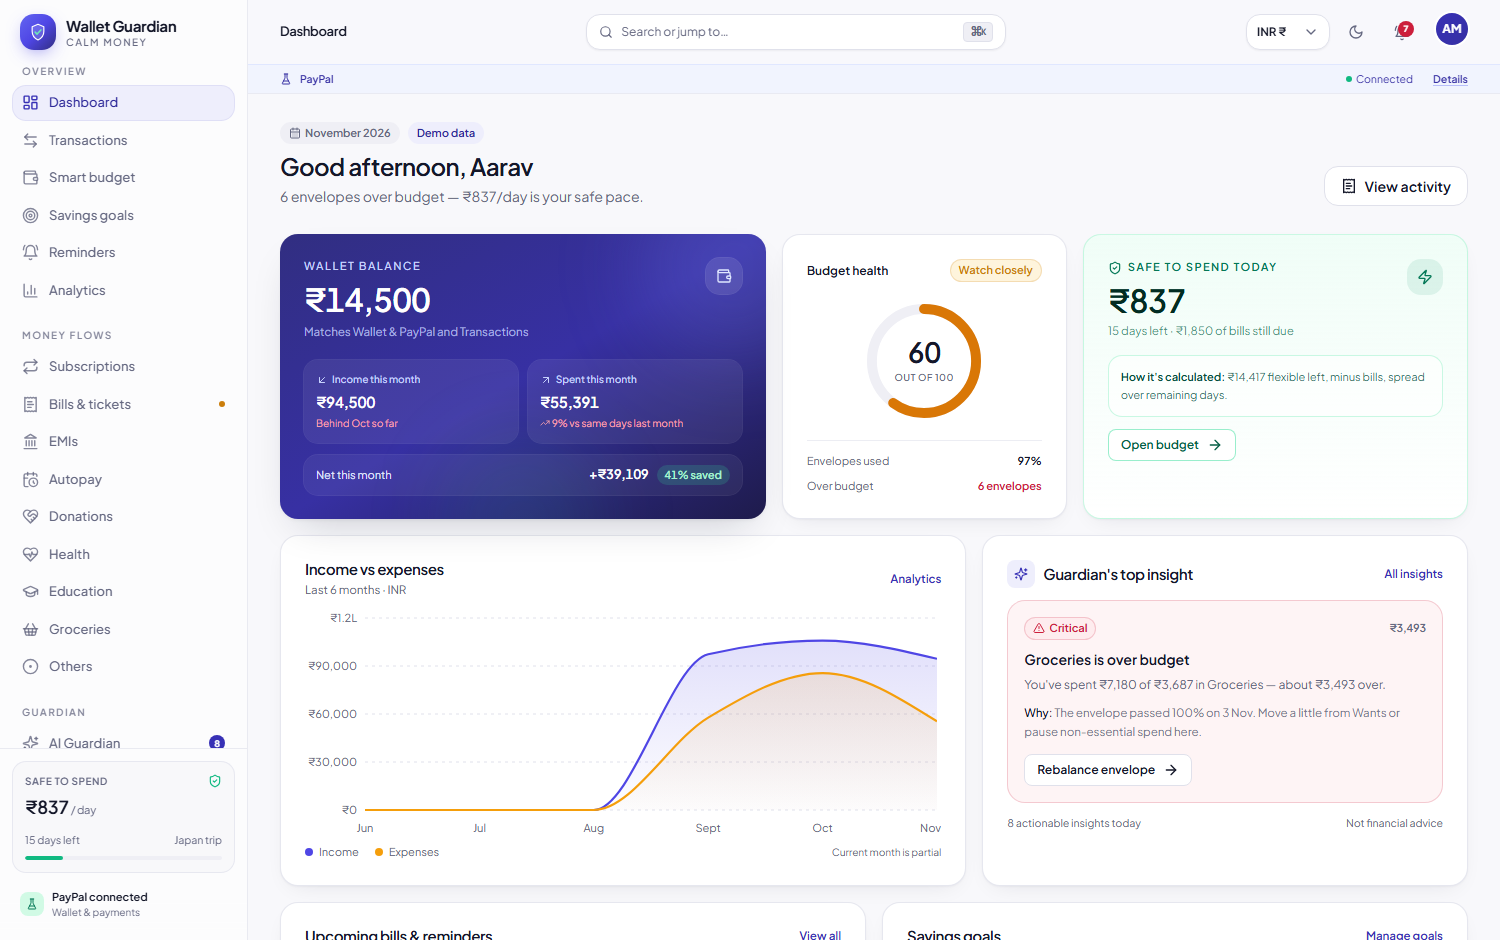 Wallet Guardian
CALM MONEY
OVERVIEW
Dashboard
Transactions
Smart budget
Savings goals
Reminders
Analytics
MONEY FLOWS
Subscriptions
Bills & tickets
EMIs
Autopay
Donations
Health
Education
Groceries
Others
GUARDIAN
AI Guardian 8
SAFE TO SPEND
₹837 / day
15 days left Japan trip
PayPal connected
Wallet & payments
Dashboard
Search or jump to...
⌘K
INR ₹
7
AM
PayPal
Connected Details
November 2026 Demo data
Good afternoon, Aarav
6 envelopes over budget — ₹837/day is your safe pace.
View activity
WALLET BALANCE
₹14,500
Matches Wallet & PayPal and Transactions
Income this month
₹94,500
Behind Oct so far
Spent this month
₹55,391
9% vs same days last month
Net this month +₹39,109 41% saved
Budget health Watch closely
60
OUT OF 100
Envelopes used 97%
Over budget 6 envelopes
SAFE TO SPEND TODAY
₹837
15 days left · ₹1,850 of bills still due
How it's calculated: ₹14,417 flexible left, minus bills, spread
over remaining days.
Open budget
Income vs expenses
Last 6 months · INR
Analytics
₹1.2L
₹90,000
₹60,000
₹30,000
₹0
Jun Jul Aug Sept Oct Nov
Income Expenses
Current month is partial
Guardian's top insight All insights
Critical ₹3,493
Groceries is over budget
You've spent ₹7,180 of ₹3,687 in Groceries — about ₹3,493 over.
Why: The envelope passed 100% on 3 Nov. Move a little from Wants or
pause non-essential spend here.
Rebalance envelope
8 actionable insights today Not financial advice
Upcoming bills & reminders View all
Savings goals Manage goals